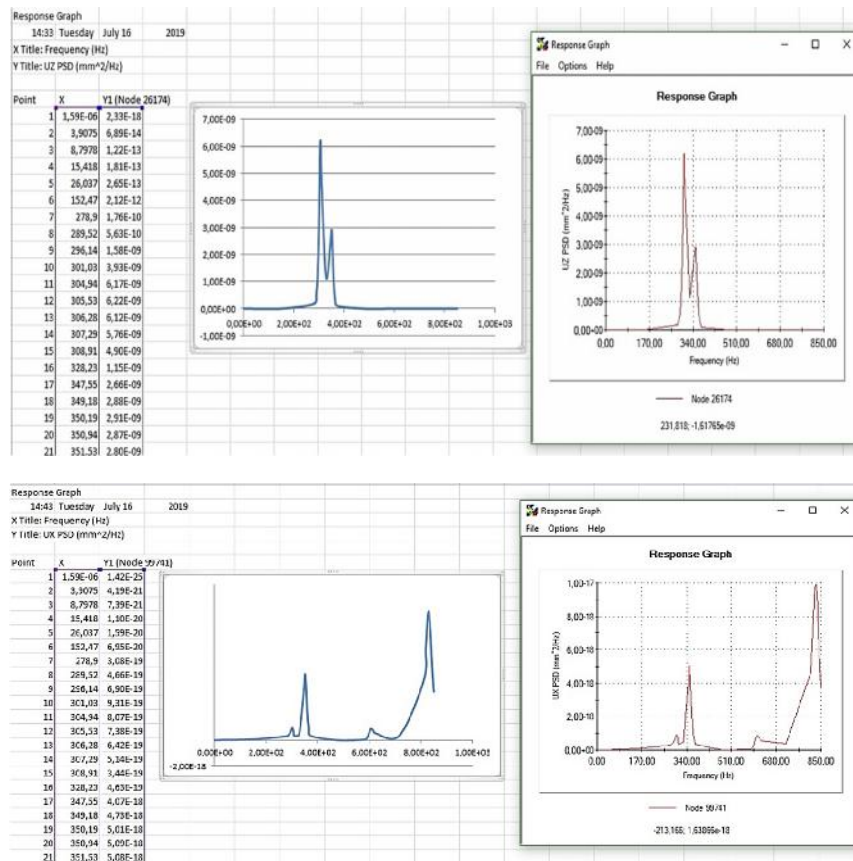 Response Graph
14:33 Tuesday July 16 2019
X Title: Frequency (Hz)
Y Title: UZ PSD (mm^2/Hz)
Point X Y1 (Node 26174)
1 1,59E-06 2,33E-18
2 3,9075 6,89E-14
3 8,7978 1,22E-13
4 15,418 1,81E-13
5 26,037 2,65E-13
6 152,47 2,12E-12
7 278,9 1,76E-10
8 289,52 5,63E-10
9 296,14 1,58E-09
10 301,03 3,93E-09
11 304,94 6,17E-09
12 305,53 6,22E-09
13 306,28 6,12E-09
14 307,29 5,76E-09
15 308,91 4,90E-09
16 328,23 1,15E-09
17 347,55 2,66E-09
18 349,18 2,88E-09
19 350,19 2,91E-09
20 350,94 2,87E-09
21 351,53 2,80E-09
7,00E-09
6,00E-09
5,00E-09
4,00E-09
3,00E-09
2,00E-09
1,00E-09
0,00E+00
-1,00E-09
0,00E+00 2,00E+02 4,00E+02 6,00E+02 8,00E+02 1,00E+03
Response Graph
File Options Help
Response Graph
UZ PSD (mm^2/Hz)
7,00-09
6,00-09
5,00-09
4,00-09
3,00-09
2,00-09
1,00-09
0,00+00
0,00 170,00 340,00 510,00 680,00 850,00
Frequency (Hz)
Node 26174
231,818; -1,61765e-09
Response Graph
14:43 Tuesday July 16 2019
X Title: Frequency (Hz)
Y Title: UX PSD (mm^2/Hz)
Point X Y1 (Node 99741)
1 1,59E-06 1,42E-25
2 3,9075 4,19E-21
3 8,7978 7,39E-21
4 15,418 1,10E-20
5 26,037 1,59E-20
6 152,47 6,95E-20
7 278,9 3,08E-19
8 289,52 4,66E-19
9 296,14 6,90E-19
10 301,03 9,31E-19
11 304,94 8,07E-19
12 305,53 7,38E-19
13 306,28 6,42E-19
14 307,29 5,14E-19
15 308,91 3,44E-19
16 328,23 4,63E-19
17 347,55 4,07E-18
18 349,18 4,73E-18
19 350,19 5,01E-18
20 350,94 5,09E-18
21 351,53 5,08E-18
-2,00E-18
0,00E+00 2,00E+02 4,00E+02 6,00E+02 8,00E+02 1,00E+03
Response Graph
File Options Help
Response Graph
UX PSD (mm^2/Hz)
1,00-17
8,00-18
6,00-18
4,00-18
2,00-18
0,00+00
0,00 170,00 340,00 510,00 680,00 850,00
Frequency (Hz)
Node 99741
-213,166; 1,63866e-18